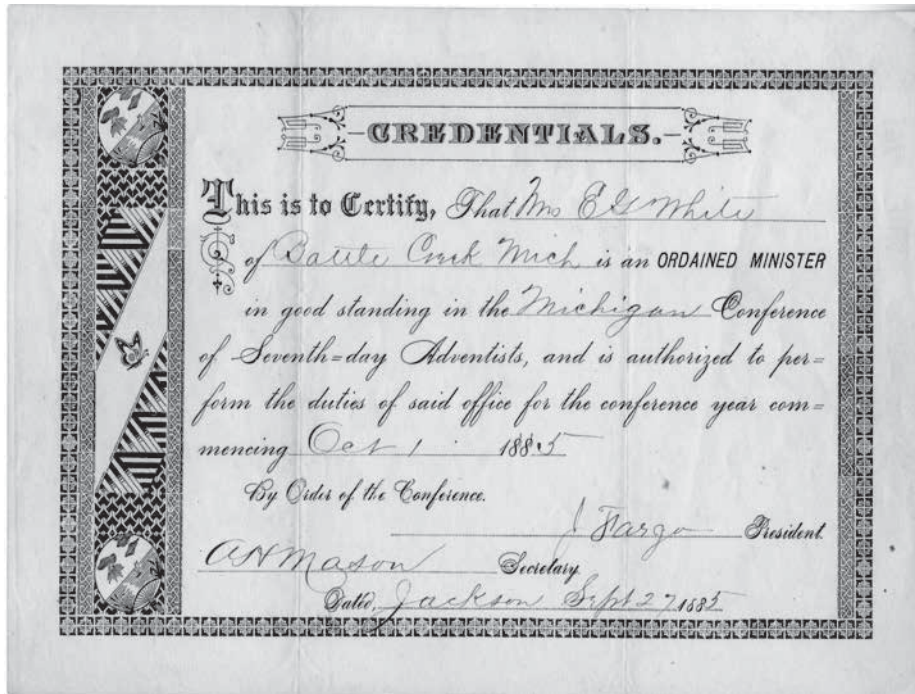 CREDENTIALS.
This is to Certify, That Mrs E G White
of Battle Creek Mich is an ORDAINED MINISTER
in good standing in the Michigan Conference
of Seventh=day Adventists, and is authorized to per=
form the duties of said office for the conference year com=
mencing Oct 1 1885
By Order of the Conference.
J Fargo President.
A H Mason Secretary
Dated, Jackson Sept 27 1885